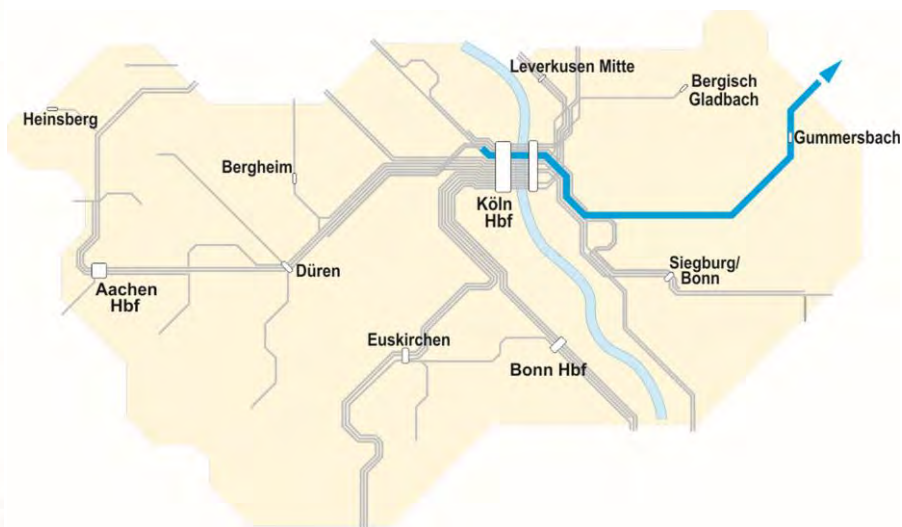 Leverkusen Mitte
Bergisch
Gladbach
Heinsberg
Gummersbach
Bergheim
Köln
Hbf
Siegburg/
Bonn
Düren
Aachen
Hbf
Euskirchen
Bonn Hbf